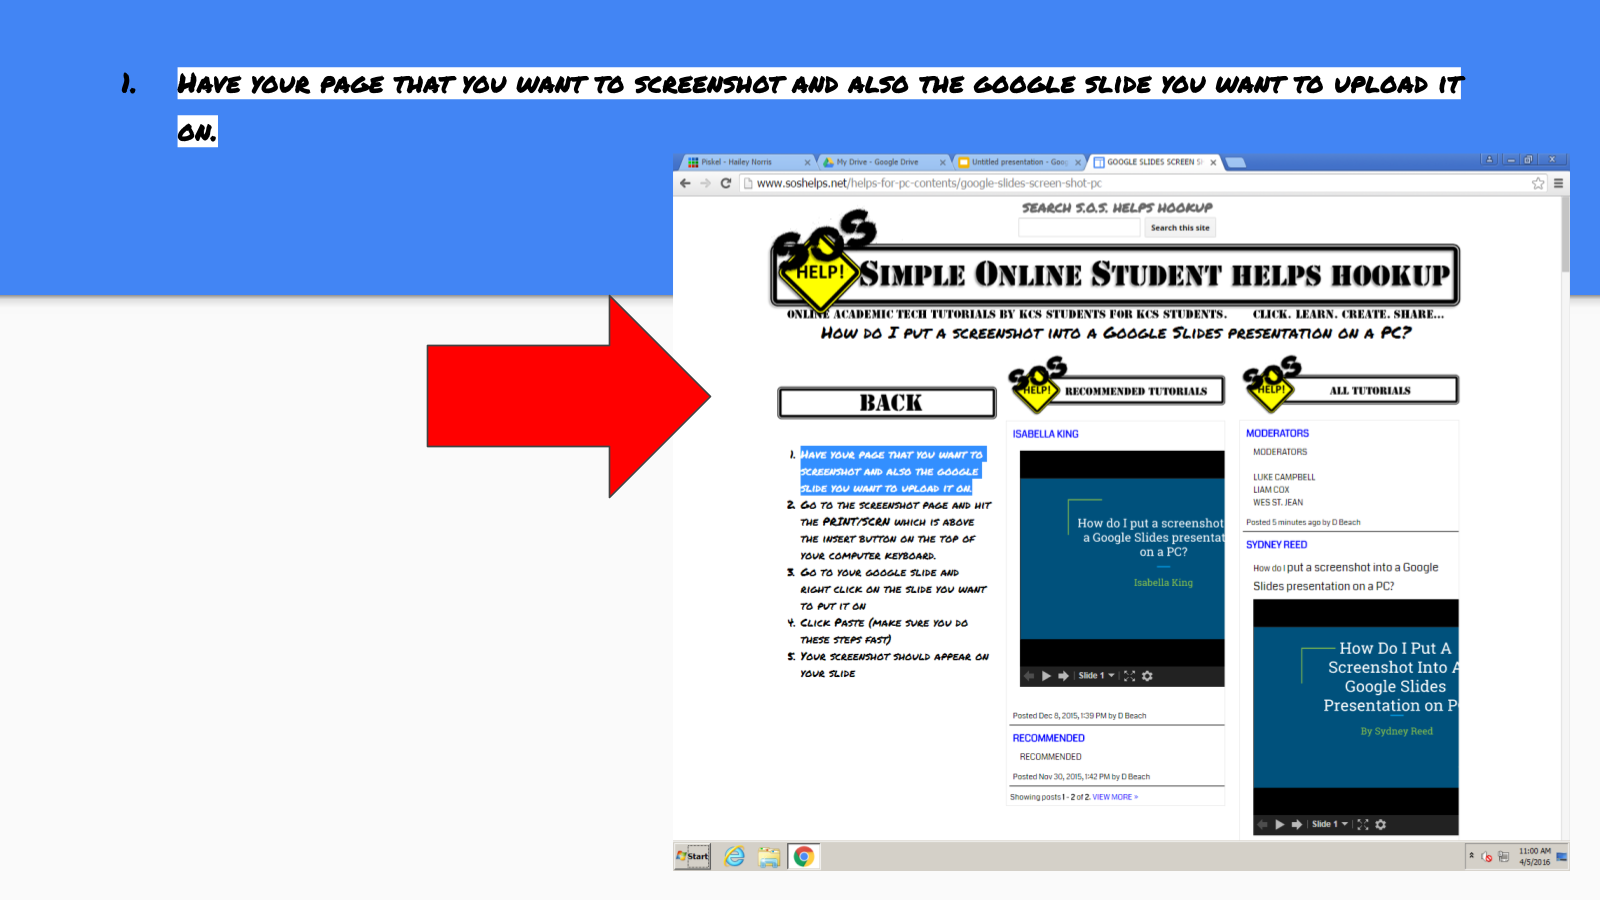 1. Have your page that you want to screenshot and also the google slide you want to upload it
on.
Piskel - Hailey Norris
My Drive - Google Drive
Untitled presentation - Goog
GOOGLE SLIDES SCREEN S
www.soshelps.net/helps-for-pc-contents/google-slides-screen-shot-pc
SEARCH S.O.S. HELPS HOOKUP
Search this site
SOS
HELP!
SIMPLE ONLINE STUDENT HELPS HOOKUP
ONLINE ACADEMIC TECH TUTORIALS BY KCS STUDENTS FOR KCS STUDENTS. CLICK. LEARN. CREATE. SHARE...
How do I put a screenshot into a Google Slides presentation on a PC?
BACK
1. Have your page that you want to
screenshot and also the google
slide you want to upload it on.
2. Go to the screenshot page and hit
the PRINT/SCRN which is above
the insert button on the top of
your computer keyboard.
3. Go to your google slide and
right click on the slide you want
to put it on
4. Click Paste (make sure you do
these steps fast)
5. Your screenshot should appear on
your slide
SOS
HELP!
RECOMMENDED TUTORIALS
ISABELLA KING
How do I put a screenshot
a Google Slides presentat
on a PC?
Isabella King
Slide 1
Posted Dec 8, 2015, 1:39 PM by D Beach
RECOMMENDED
RECOMMENDED
Posted Nov 30, 2015, 1:42 PM by D Beach
Showing posts 1 - 2 of 2. VIEW MORE »
SOS
HELP!
ALL TUTORIALS
MODERATORS
MODERATORS
LUKE CAMPBELL
LIAM COX
WES ST. JEAN
Posted 5 minutes ago by D Beach
SYDNEY REED
How do I put a screenshot into a Google
Slides presentation on a PC?
How Do I Put A
Screenshot Into A
Google Slides
Presentation on P
By Sydney Reed
Slide 1
Start
11:00 AM
4/5/2016